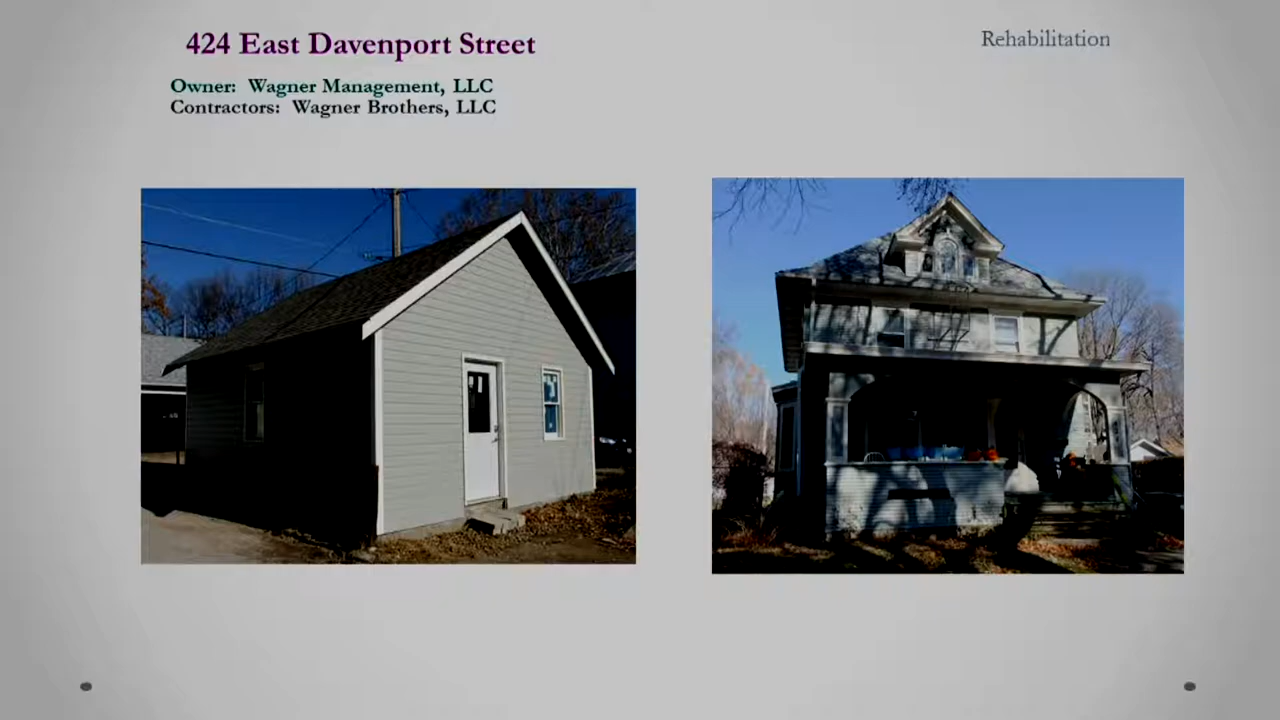 424 East Davenport Street
Rehabilitation
Owner: Wagner Management, LLC
Contractors: Wagner Brothers, LLC